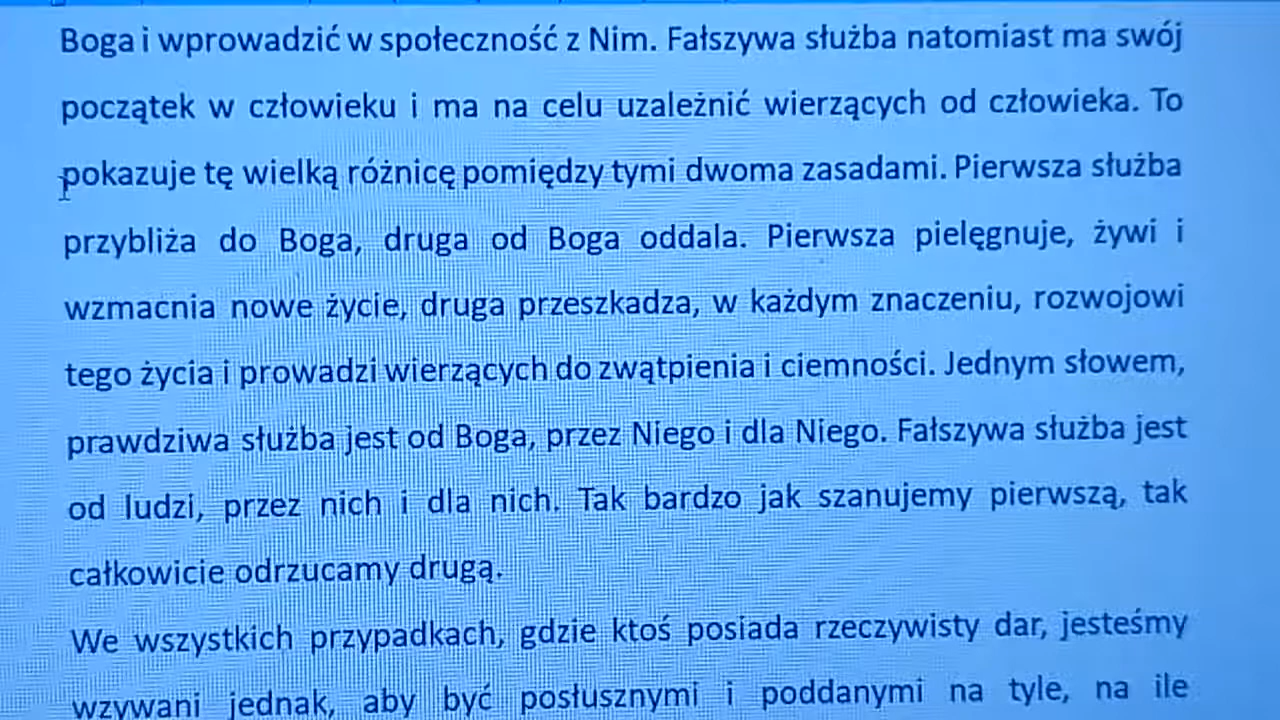 Boga i wprowadzić w społeczność z Nim. Fałszywa służba natomiast ma swój
początek w człowieku i ma na celu uzależnić wierzących od człowieka. To
pokazuje tę wielką różnicę pomiędzy tymi dwoma zasadami. Pierwsza służba
przybliża do Boga, druga od Boga oddala. Pierwsza pielęgnuje, żywi i
wzmacnia nowe życie, druga przeszkadza, w każdym znaczeniu, rozwojowi
tego życia i prowadzi wierzących do zwątpienia i ciemności. Jednym słowem,
prawdziwa służba jest od Boga, przez Niego i dla Niego. Fałszywa służba jest
od ludzi, przez nich i dla nich. Tak bardzo jak szanujemy pierwszą, tak
całkowicie odrzucamy drugą.
We wszystkich przypadkach, gdzie ktoś posiada rzeczywisty dar, jesteśmy
wzywani jednak, aby być posłusznymi i poddanymi na tyle, na ile